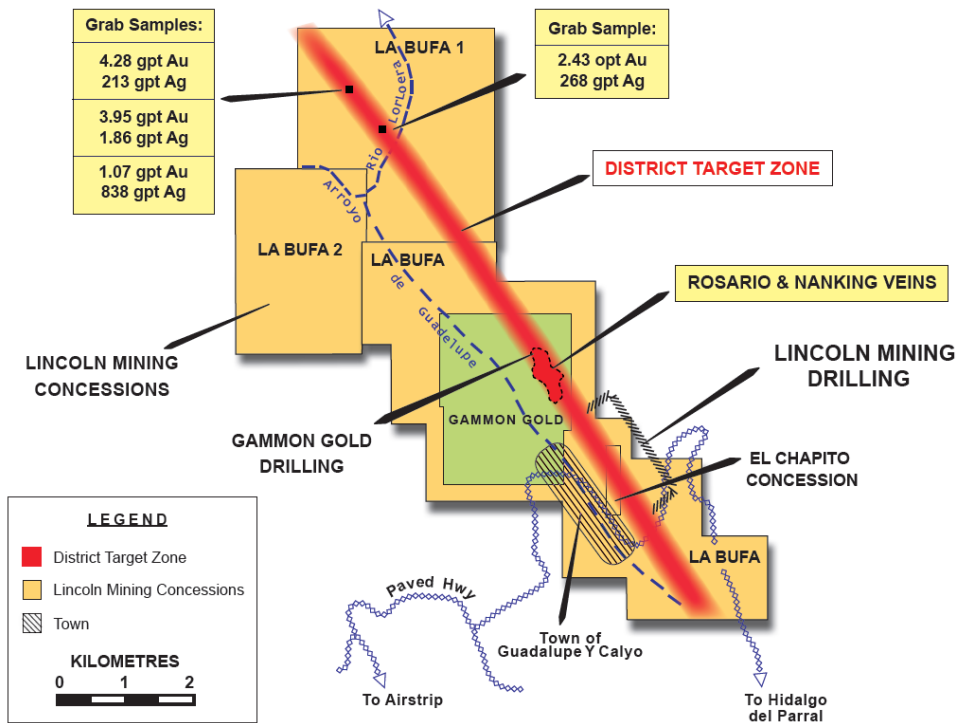 Grab Samples:
4.28 gpt Au
213 gpt Ag
3.95 gpt Au
1.86 gpt Ag
1.07 gpt Au
838 gpt Ag
Grab Sample:
2.43 opt Au
268 gpt Ag
LA BUFA 1
Rio LorLoera
Arroyo de Guadelupe
DISTRICT TARGET ZONE
LA BUFA 2
LA BUFA
ROSARIO & NANKING VEINS
LINCOLN MINING
CONCESSIONS
LINCOLN MINING
DRILLING
GAMMON GOLD
GAMMON GOLD
DRILLING
EL CHAPITO
CONCESSION
LA BUFA
LEGEND
District Target Zone
Lincoln Mining Concessions
Town
KILOMETRES
0 1 2
Paved Hwy
Town of
Guadalupe Y Calyo
To Airstrip
To Hidalgo
del Parral